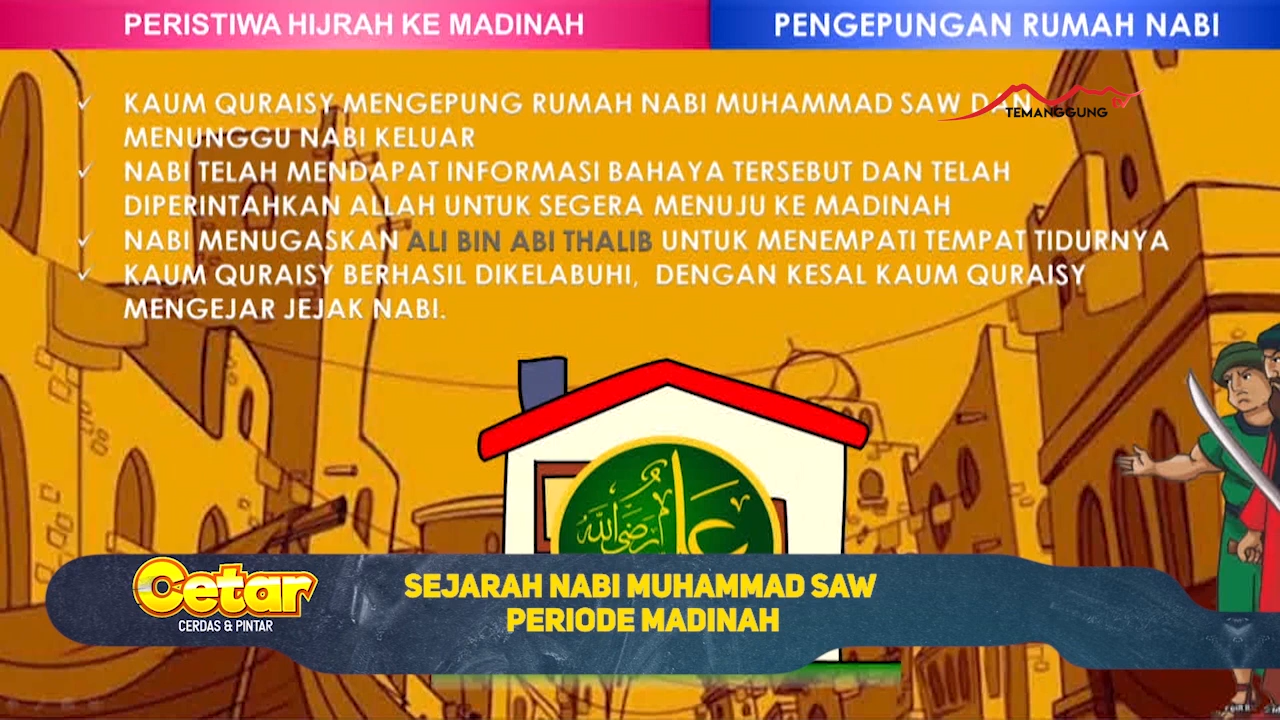 PERISTIWA HIJRAH KE MADINAH
PENGEPUNGAN RUMAH NABI
KAUM QURAISY MENGEPUNG RUMAH NABI MUHAMMAD SAW DAN
MENUNGGU NABI KELUAR
NABI TELAH MENDAPAT INFORMASI BAHAYA TERSEBUT DAN TELAH
DIPERINTAHKAN ALLAH UNTUK SEGERA MENUJU KE MADINAH
NABI MENUGASKAN ALI BIN ABI THALIB UNTUK MENEMPATI TEMPAT TIDURNYA
KAUM QURAISY BERHASIL DIKELABUHI, DENGAN KESAL KAUM QURAISY
MENGEJAR JEJAK NABI.
TEMANGGUNG TV
رضي الله
Cetar
CERDAS & PINTAR
SEJARAH NABI MUHAMMAD SAW
PERIODE MADINAH